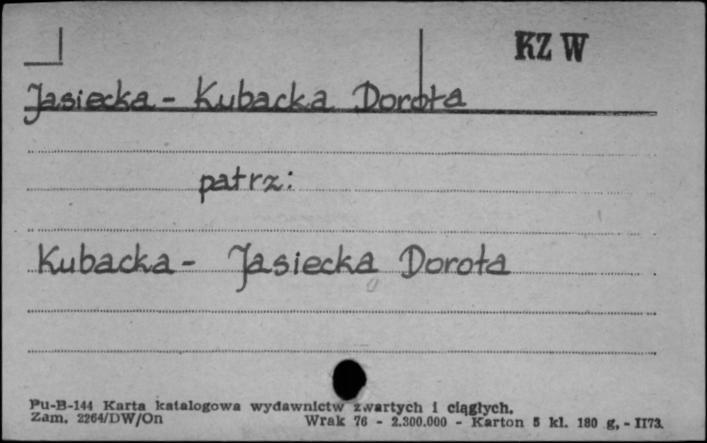 KZ W
Jasiecka - Kubacka Dorota
patrz:
Kubacka - Jasiecka Dorota
Pu-B-144 Karta katalogowa wydawnictw zwartych i ciągłych.
Zam. 2264/DW/On Wrak 76 - 2.300.000 - Karton 5 kl. 180 g, - II73.